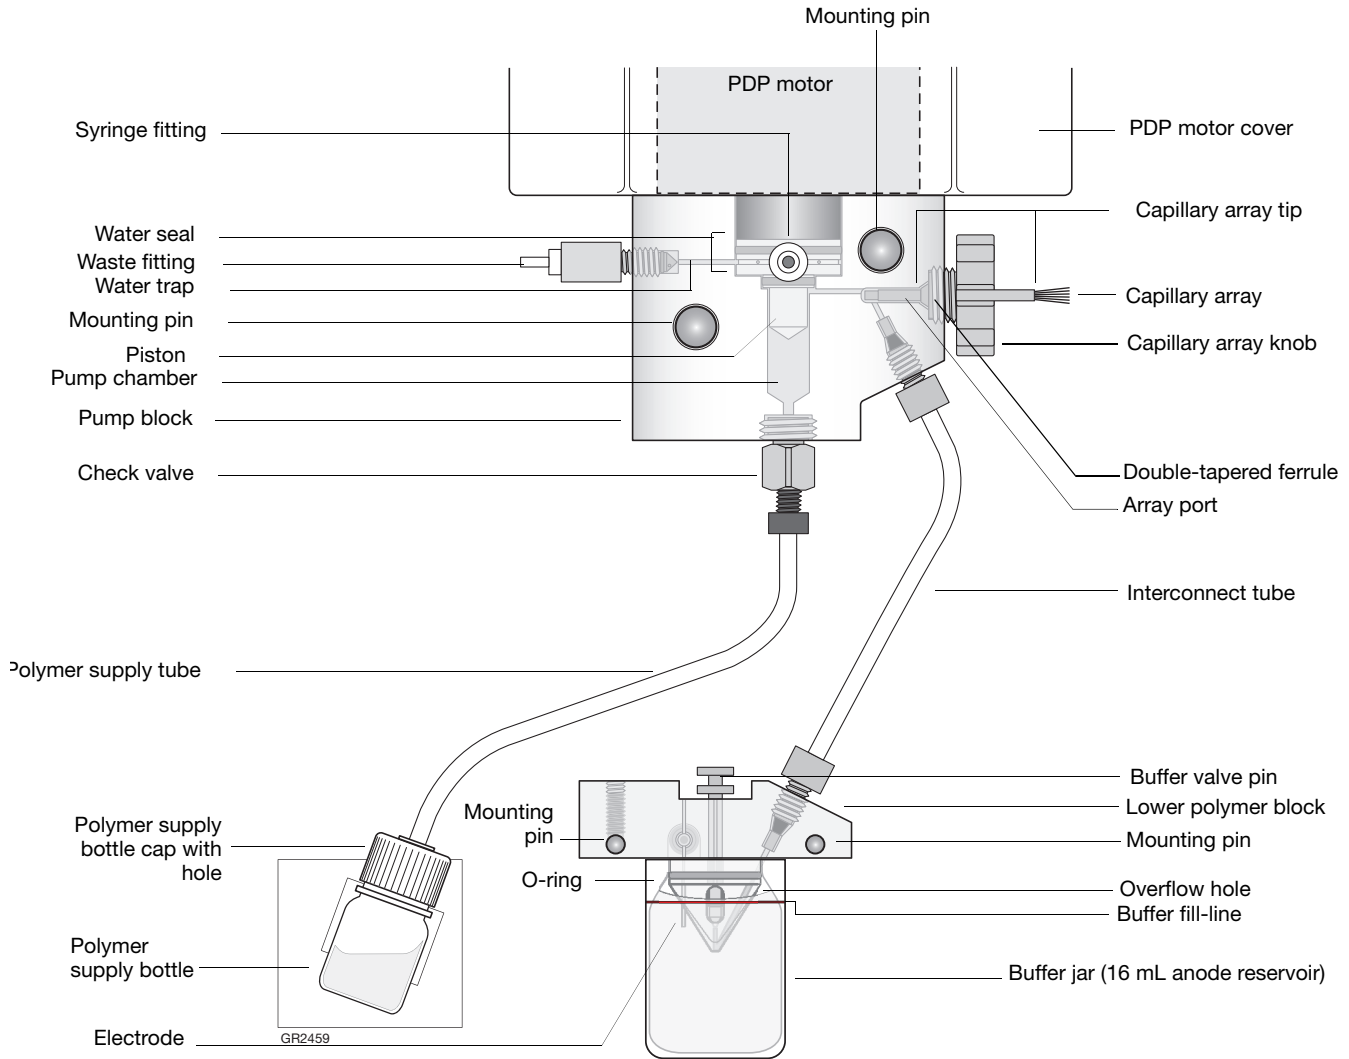 Mounting pin
PDP motor
Syringe fitting
PDP motor cover
Capillary array tip
Water seal
Waste fitting
Water trap
Capillary array
Mounting pin
Capillary array knob
Piston
Pump chamber
Pump block
Check valve
Double-tapered ferrule
Array port
Interconnect tube
Polymer supply tube
Buffer valve pin
Lower polymer block
Mounting
pin
Mounting pin
Polymer supply
bottle cap with
hole
O-ring
Overflow hole
Buffer fill-line
Polymer
supply bottle
Buffer jar (16 mL anode reservoir)
Electrode
GR2459